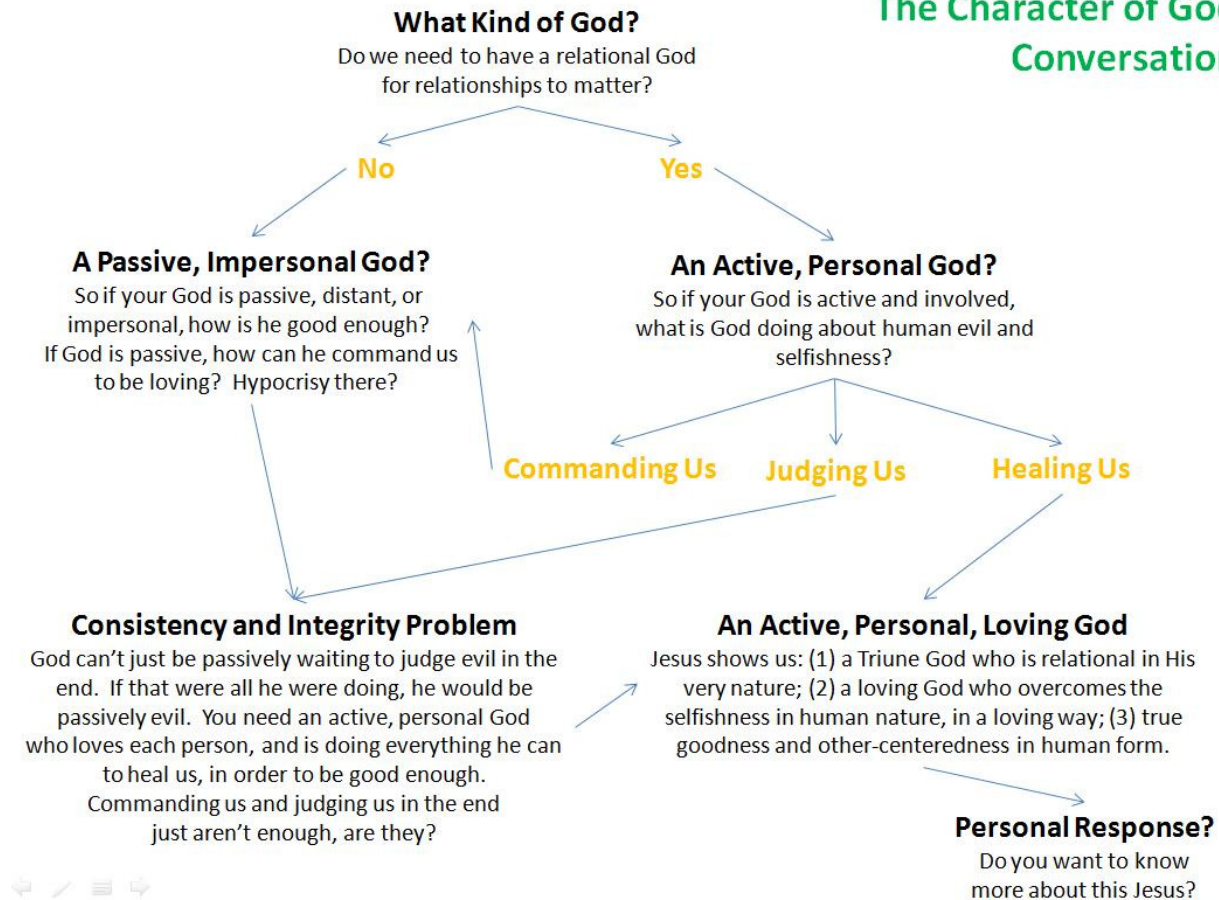 The Character of Go
Conversatio
What Kind of God?
Do we need to have a relational God
for relationships to matter?
No
Yes
A Passive, Impersonal God?
So if your God is passive, distant, or
impersonal, how is he good enough?
If God is passive, how can he command us
to be loving? Hypocrisy there?
An Active, Personal God?
So if your God is active and involved,
what is God doing about human evil and
selfishness?
Commanding Us
Judging Us
Healing Us
Consistency and Integrity Problem
God can't just be passively waiting to judge evil in the
end. If that were all he were doing, he would be
passively evil. You need an active, personal God
who loves each person, and is doing everything he can
to heal us, in order to be good enough.
Commanding us and judging us in the end
just aren't enough, are they?
An Active, Personal, Loving God
Jesus shows us: (1) a Triune God who is relational in His
very nature; (2) a loving God who overcomes the
selfishness in human nature, in a loving way; (3) true
goodness and other-centeredness in human form.
Personal Response?
Do you want to know
more about this Jesus?